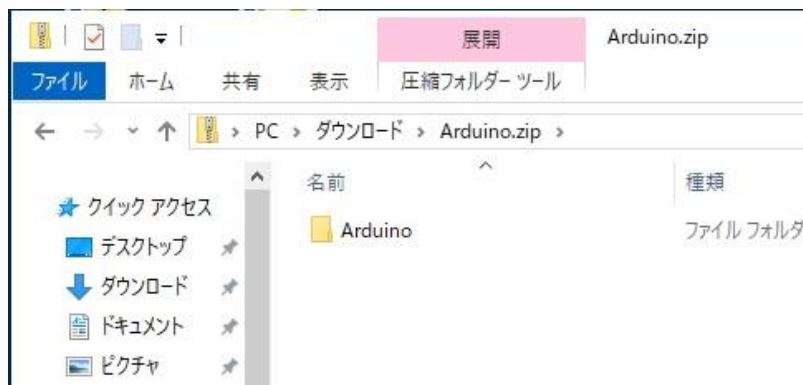 展開 Arduino.zip
ファイル ホーム 共有 表示 圧縮フォルダー ツール
PC › ダウンロード › Arduino.zip ›
名前 種類
クイック アクセス
Arduino ファイル フォルダ
デスクトップ
ダウンロード
ドキュメント
ピクチャ